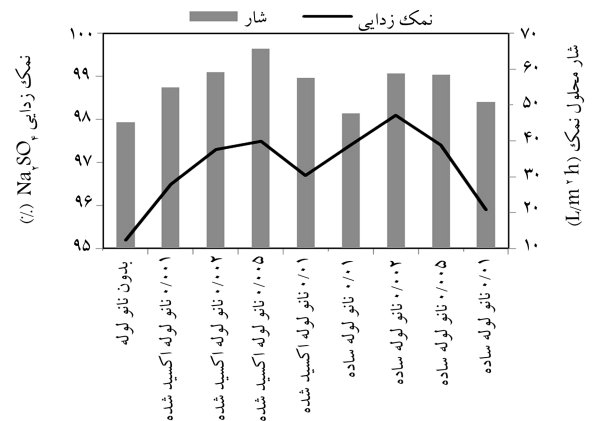 نمک زدایی
شار
۱۰۰
۹۹
۹۸
۹۷
۹۶
۹۵
نمک زدایی Na₂SO₄ (٪)
۷۰
۶۰
۵۰
۴۰
۳۰
۲۰
۱۰
شار محلول نمک (L/m² h)
بدون نانو لوله
۰/۰۰۱ نانو لوله اکسید شده
۰/۰۰۲ نانو لوله اکسید شده
۰/۰۰۵ نانو لوله اکسید شده
۰/۰۱ نانو لوله اکسید شده
۰/۰۱ نانو لوله ساده
۰/۰۰۲ نانو لوله ساده
۰/۰۰۵ نانو لوله ساده
۰/۰۱ نانو لوله ساده